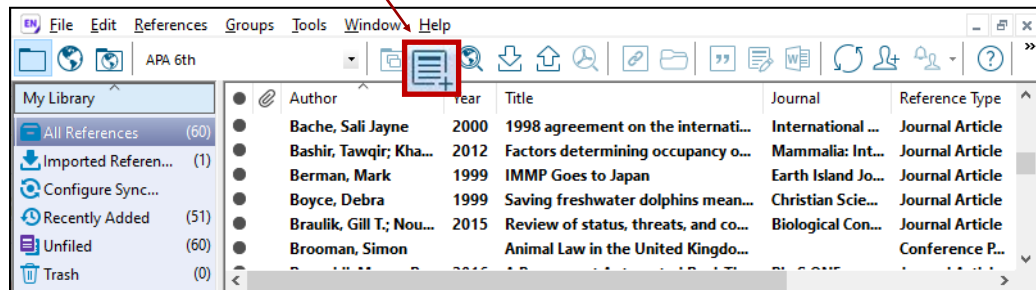 EN File Edit References Groups Tools Window Help
APA 6th
My Library Author Year Title Journal Reference Type
All References (60) Bache, Sali Jayne 2000 1998 agreement on the internati... International ... Journal Article
Imported Referen... (1) Bashir, Tawqir; Kha... 2012 Factors determining occupancy o... Mammalia: Int... Journal Article
Configure Sync... Berman, Mark 1999 IMMP Goes to Japan Earth Island Jo... Journal Article
Recently Added (51) Boyce, Debra 1999 Saving freshwater dolphins mean... Christian Scie... Journal Article
Unfiled (60) Braulik, Gill T.; Nou... 2015 Review of status, threats, and co... Biological Con... Journal Article
Trash (0) Brooman, Simon Animal Law in the United Kingdo... Conference P...